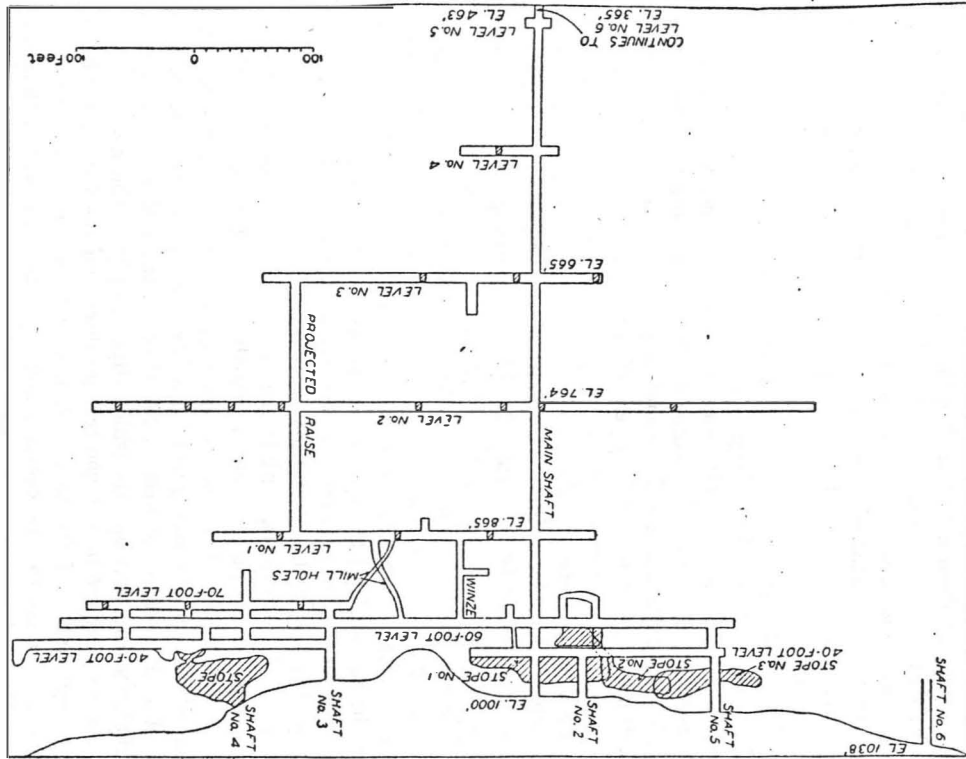 EL 1038'
SHAFT No. 6
SHAFT
No. 5
SHAFT
No. 2
EL. 1000'
SHAFT
No. 3
SHAFT
No. 4
STOPE No.3
40-FOOT LEVEL
STOPE No.2
STOPE No.1
STOPE
40-FOOT LEVEL
60-FOOT LEVEL
70-FOOT LEVEL
WINZE
MILL HOLES
EL. 865'
LEVEL No.1
MAIN SHAFT
PROJECTED RAISE
EL. 764'
LEVEL No.2
EL. 665'
LEVEL No.3
LEVEL No. 4
CONTINUES TO
LEVEL No.6
EL. 365'
LEVEL No.5
EL. 463'
100 0 100 Feet